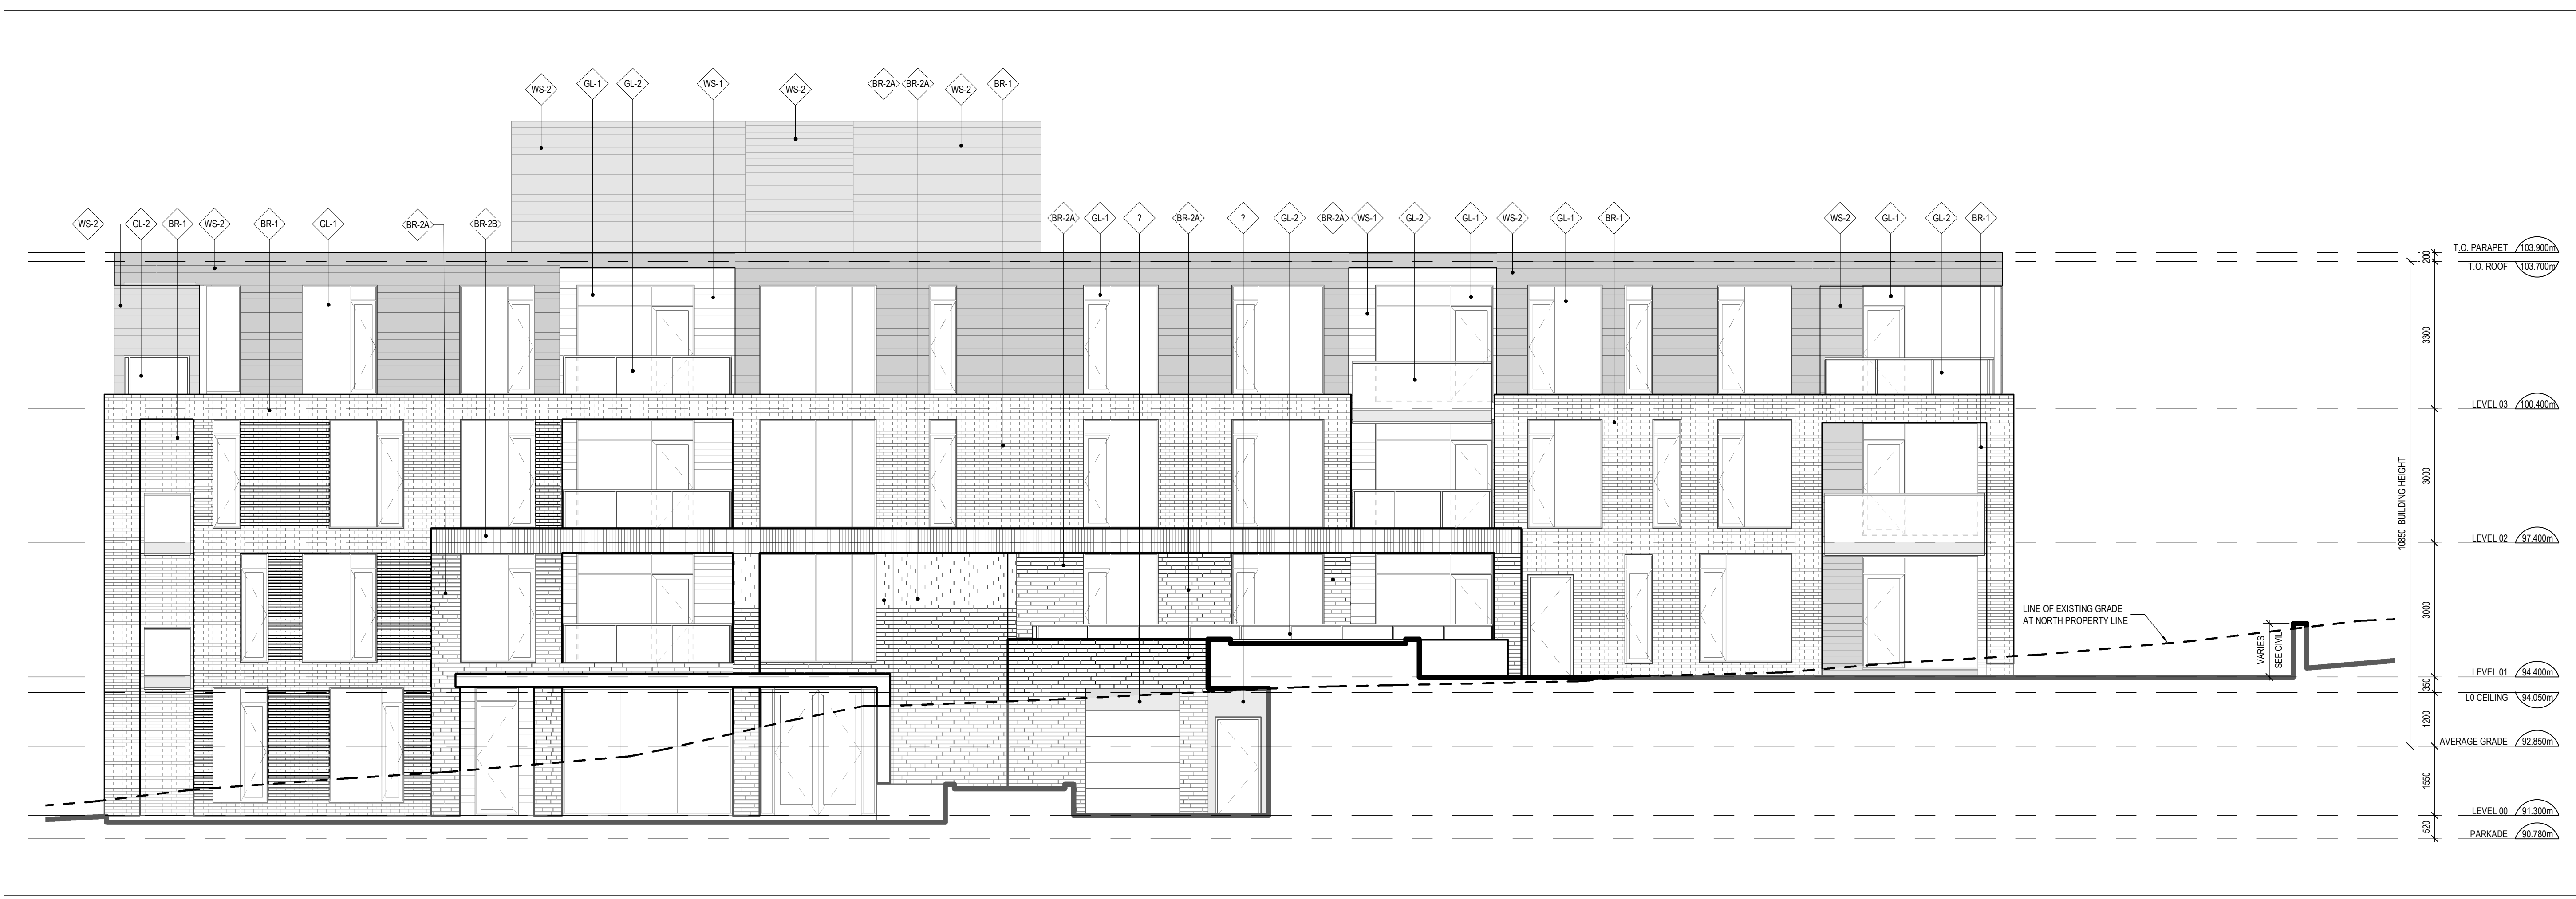 WS-2
GL-1
GL-2
WS-1
WS-2
BR-2A
BR-2A
WS-2
BR-1
WS-2
GL-2
BR-1
WS-2
BR-1
GL-1
BR-2A
BR-2B
BR-2A
GL-1
?
BR-2A
?
GL-2
BR-2A
WS-1
GL-2
GL-1
WS-2
GL-1
BR-1
WS-2
GL-1
GL-2
BR-1
T.O. PARAPET 103.900m
200
T.O. ROOF 103.700m
3300
LEVEL 03 100.400m
3000
10850 BUILDING HEIGHT
LEVEL 02 97.400m
3000
LINE OF EXISTING GRADE
AT NORTH PROPERTY LINE
VARIES
SEE CIVIL
LEVEL 01 94.400m
350
L0 CEILING 94.050m
1200
AVERAGE GRADE 92.850m
1550
LEVEL 00 91.300m
520
PARKADE 90.780m